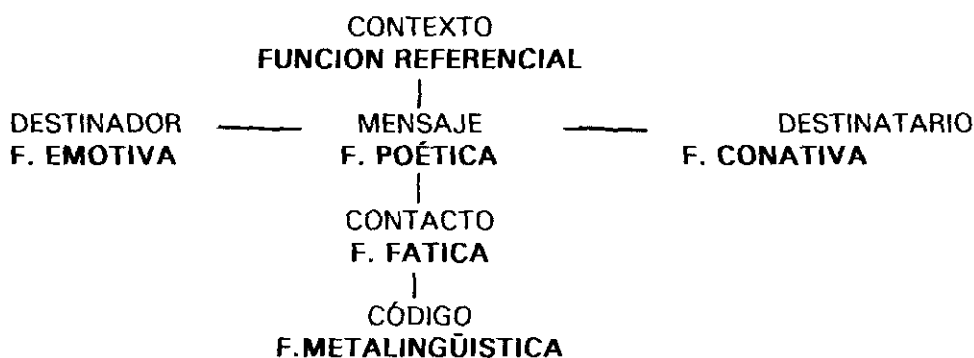 CONTEXTO
FUNCION REFERENCIAL
DESTINADOR MENSAJE DESTINATARIO
F. EMOTIVA F. POÉTICA F. CONATIVA
CONTACTO
F. FATICA
CÓDIGO
F.METALINGÜISTICA